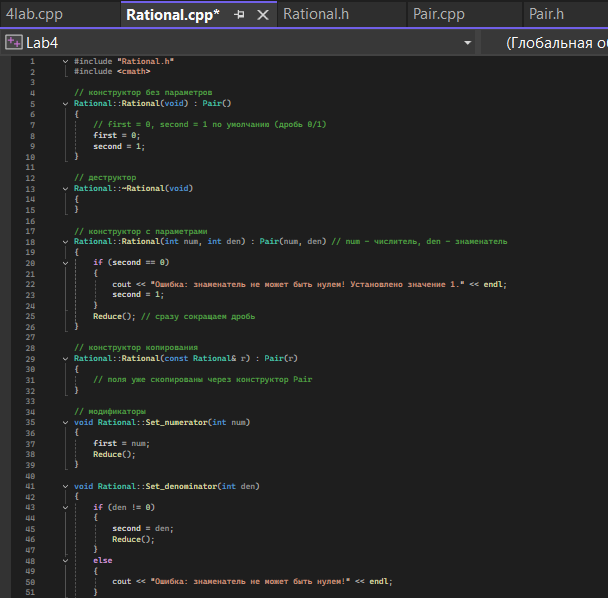 4lab.cpp Rational.cpp* Rational.h Pair.cpp Pair.h
Lab4 (Глобальная об
1 #include "Rational.h"
2 #include <cmath>
3
4 // конструктор без параметров
5 Rational::Rational(void) : Pair()
6 {
7 // first = 0, second = 1 по умолчанию (дробь 0/1)
8 first = 0;
9 second = 1;
10 }
11
12 // деструктор
13 Rational::~Rational(void)
14 {
15 }
16
17 // конструктор с параметрами
18 Rational::Rational(int num, int den) : Pair(num, den) // num - числитель, den - знаменатель
19 {
20 if (second == 0)
21 {
22 cout << "Ошибка: знаменатель не может быть нулем! Установлено значение 1." << endl;
23 second = 1;
24 }
25 Reduce(); // сразу сокращаем дробь
26 }
27
28 // конструктор копирования
29 Rational::Rational(const Rational& r) : Pair(r)
30 {
31 // поля уже скопированы через конструктор Pair
32 }
33
34 // модификаторы
35 void Rational::Set_numerator(int num)
36 {
37 first = num;
38 Reduce();
39 }
40
41 void Rational::Set_denominator(int den)
42 {
43 if (den != 0)
44 {
45 second = den;
46 Reduce();
47 }
48 else
49 {
50 cout << "Ошибка: знаменатель не может быть нулем!" << endl;
51 }